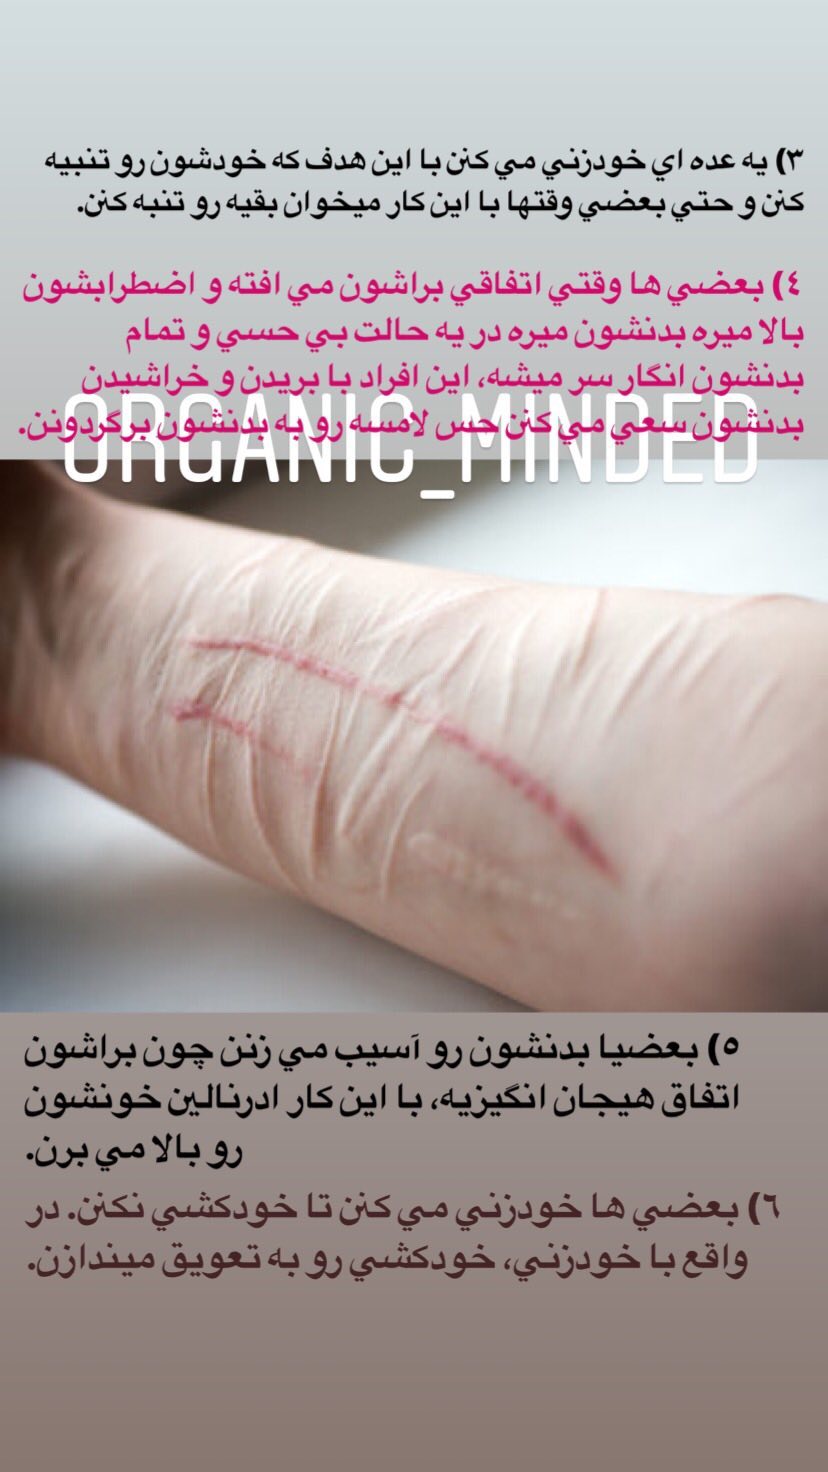 ٣) يه عده اي خودزني مي كنن با اين هدف كه خودشون رو تنبيه
كنن و حتي بعضي وقتها با اين كار ميخوان بقيه رو تنبه كنن.
٤) بعضي ها وقتي اتفاقي براشون مي افته و اضطرابشون
بالا ميره بدنشون ميره در يه حالت بي حسي و تمام
بدنشون انگار سر ميشه، اين افراد با بريدن و خراشيدن
بدنشون سعي مي كنن حس لامسه رو به بدنشون برگردونن.
ORGANIC_MINDED
٥) بعضيا بدنشون رو آسيب مي زنن چون براشون
اتفاق هيجان انگيزيه، با اين كار ادرنالين خونشون
رو بالا مي برن.
٦) بعضي ها خودزني مي كنن تا خودكشي نكنن. در
واقع با خودزني، خودكشي رو به تعويق ميندازن.